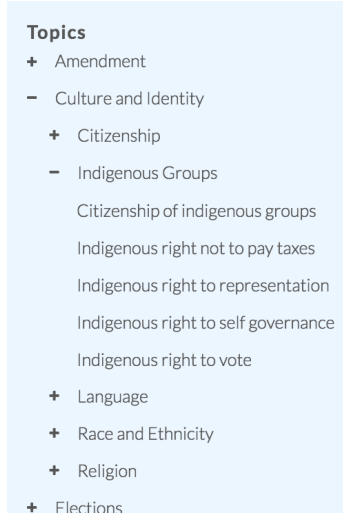 Topics
+ Amendment
− Culture and Identity
+ Citizenship
− Indigenous Groups
Citizenship of indigenous groups
Indigenous right not to pay taxes
Indigenous right to representation
Indigenous right to self governance
Indigenous right to vote
+ Language
+ Race and Ethnicity
+ Religion
+ Elections